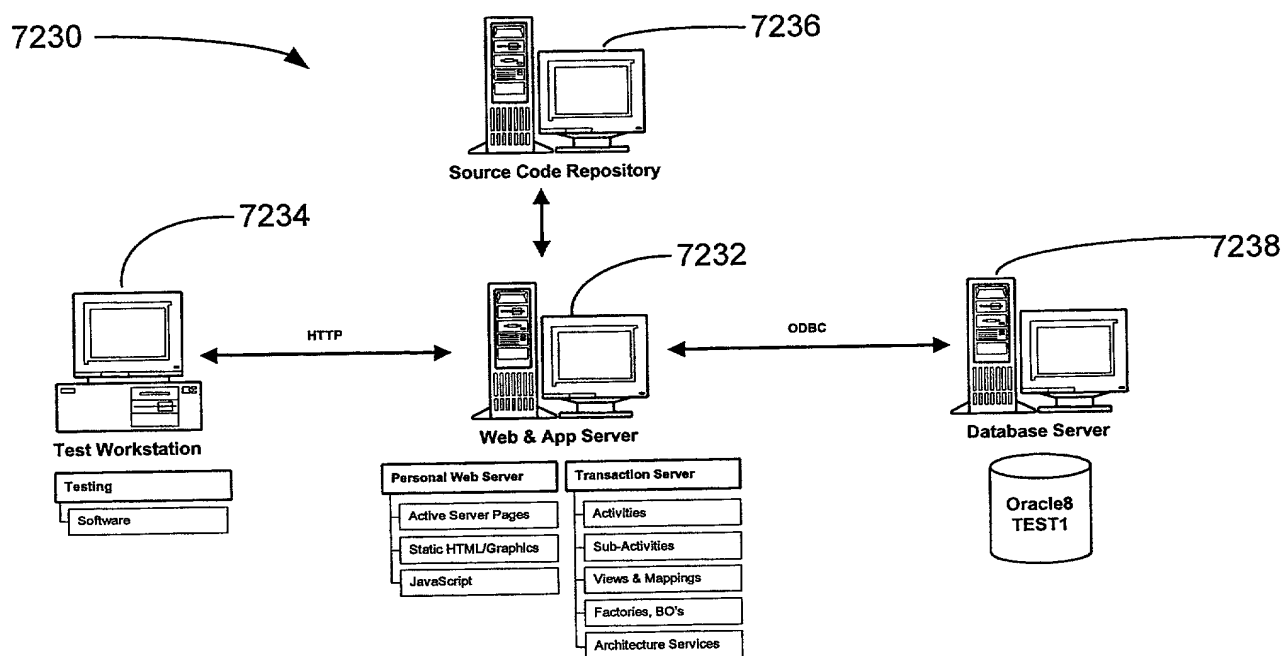 7230
7236
Source Code Repository
7234
7232
7238
HTTP
ODBC
Test Workstation
Web & App Server
Database Server
Testing
Software
Personal Web Server
Active Server Pages
Static HTML/Graphics
JavaScript
Transaction Server
Activities
Sub-Activities
Views & Mappings
Factories, BO's
Architecture Services
Oracle8
TEST1